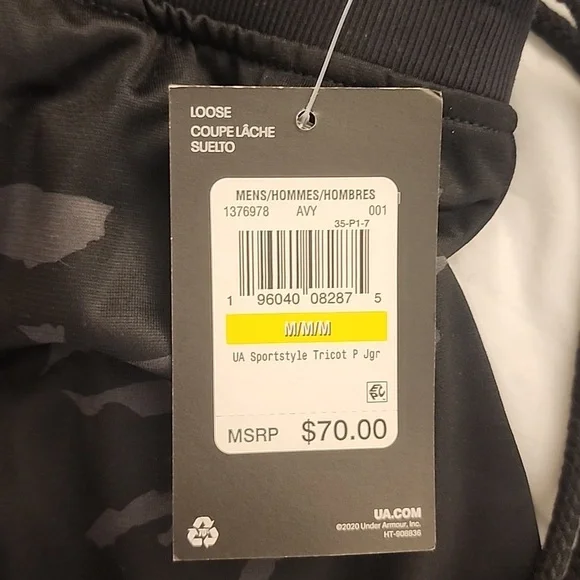 LOOSE
COUPE LÂCHE
SUELTO
MENS/HOMMES/HOMBRES
1376978 AVY 001
35-P1-7
1 96040 08287 5
M/M/M
UA Sportstyle Tricot P Jgr
MSRP $70.00
UA.COM
©2020 Under Armour, Inc.
HT-908836